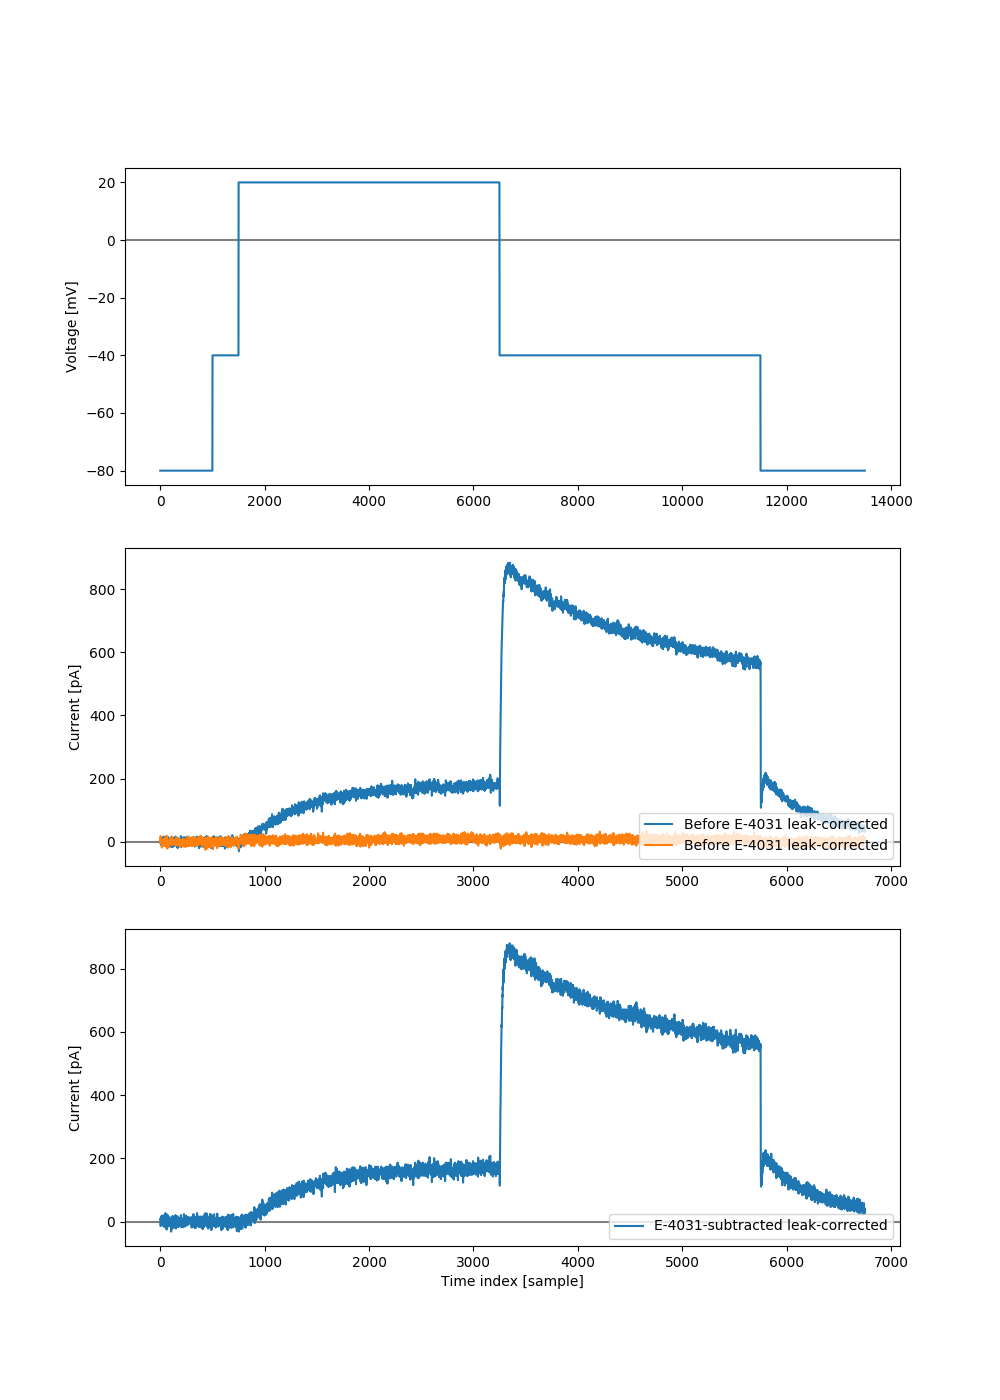 20
0
−20
−40
−60
−80
Voltage [mV]
0 2000 4000 6000 8000 10000 12000 14000
800
600
400
200
0
Current [pA]
Before E-4031 leak-corrected
Before E-4031 leak-corrected
0 1000 2000 3000 4000 5000 6000 7000
800
600
400
200
0
Current [pA]
E-4031-subtracted leak-corrected
0 1000 2000 3000 4000 5000 6000 7000
Time index [sample]